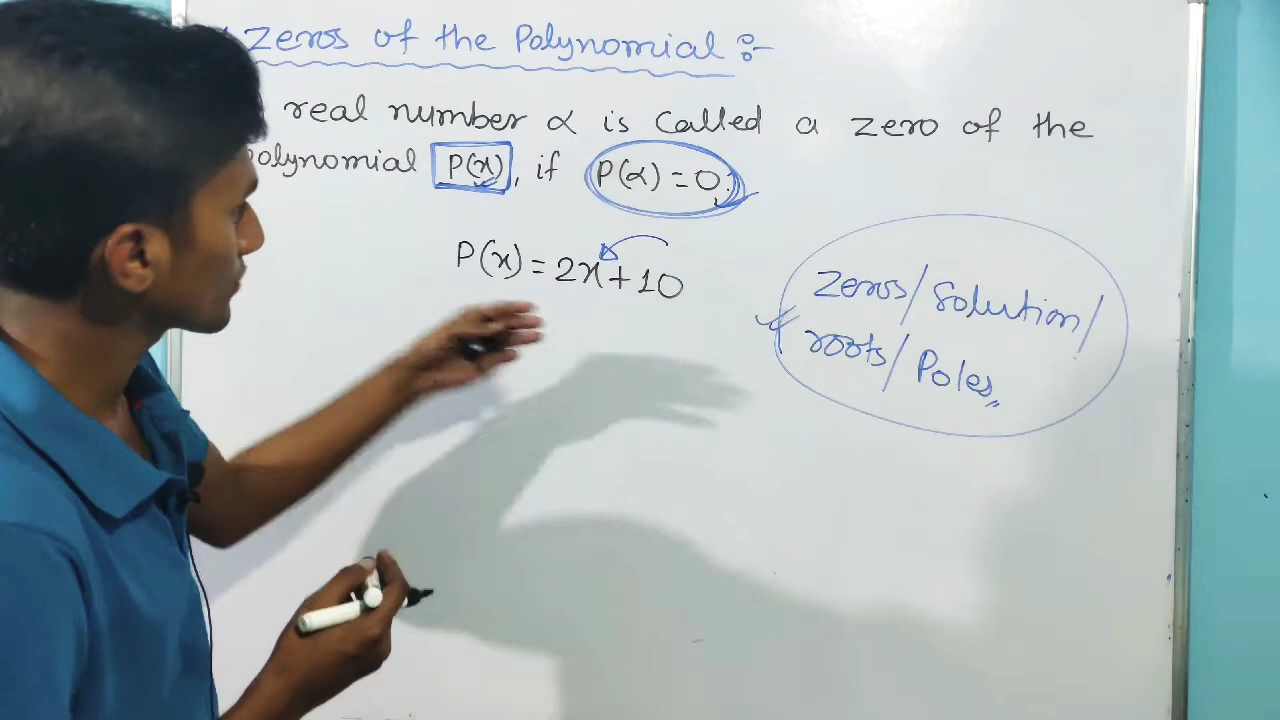 Zeros of the Polynomial :-
real number α is called a zero of the
polynomial P(x), if P(α) = 0;
P(x) = 2x + 10
Zeros/Solution/
roots/Poles